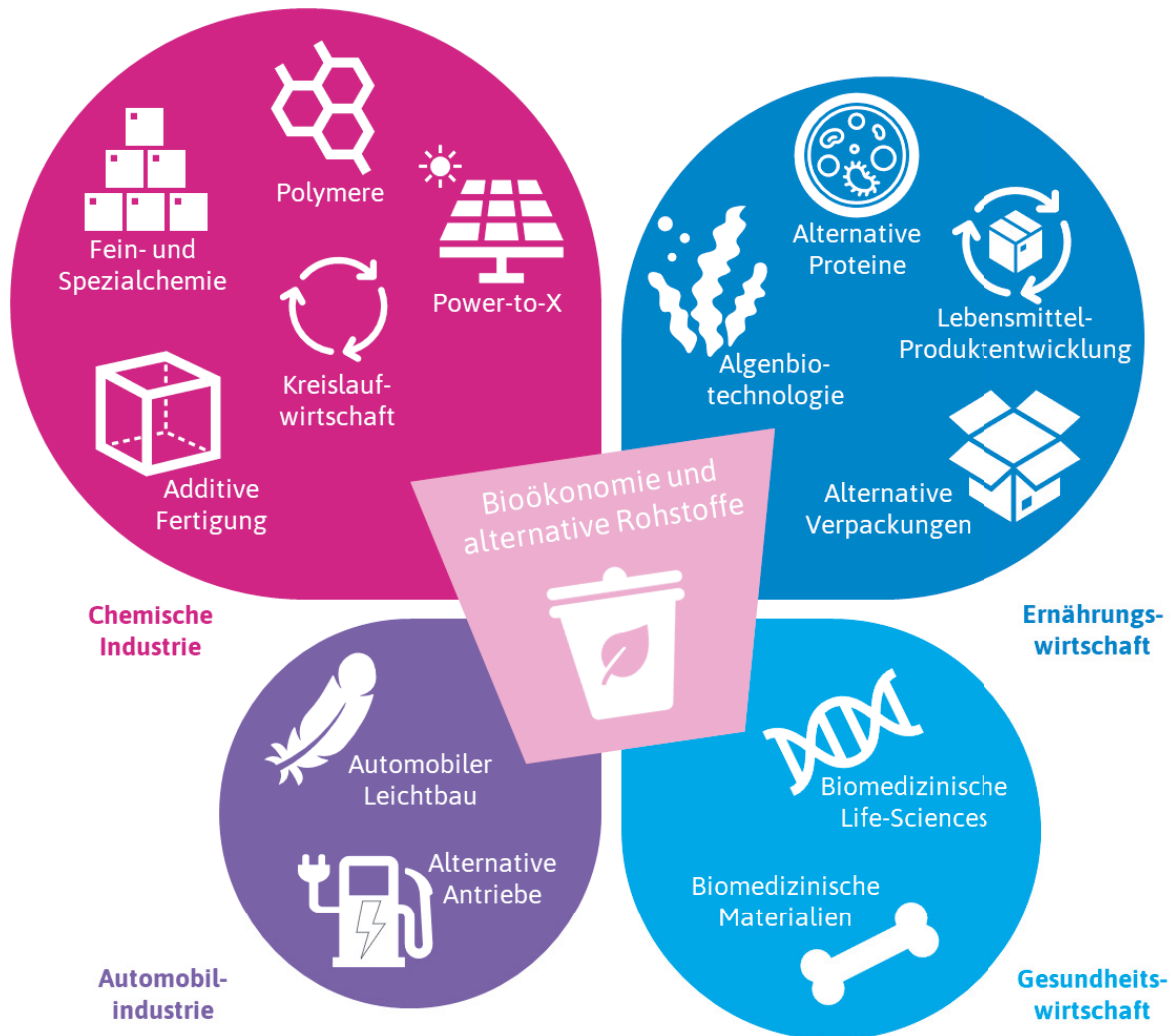 Polymere
Fein- und
Spezialchemie
Power-to-X
Kreislauf-
wirtschaft
Additive
Fertigung
Chemische
Industrie
Alternative
Proteine
Lebensmittel-
Produktentwicklung
Algenbio-
technologie
Alternative
Verpackungen
Ernährungs-
wirtschaft
Bioökonomie und
alternative Rohstoffe
Automobiler
Leichtbau
Alternative
Antriebe
Automobil-
industrie
Biomedizinische
Life-Sciences
Biomedizinische
Materialien
Gesundheits-
wirtschaft